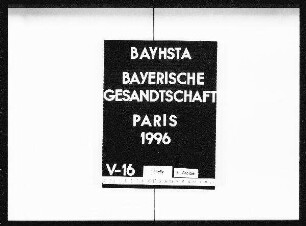 BAYHSTA
BAYERISCHE
GESANDTSCHAFT
PARIS
1996
V-16